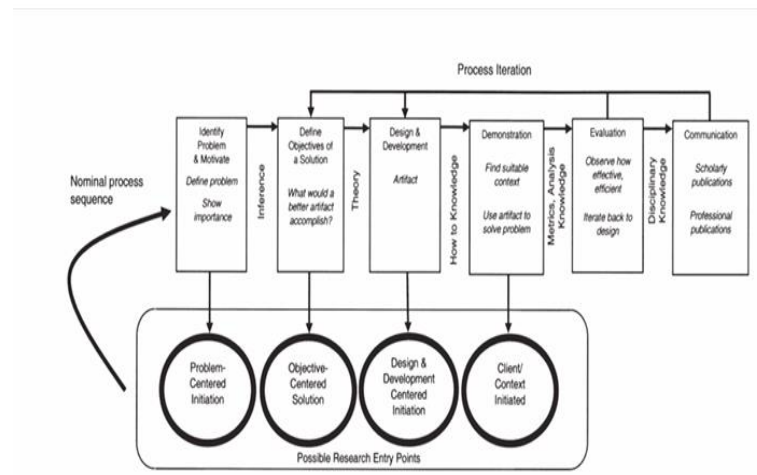 Process Iteration
Nominal process
sequence
Identify
Problem
& Motivate
Define problem
Show
importance
Inference
Define
Objectives of
a Solution
What would a
better artifact
accomplish?
Theory
Design &
Development
Artifact
How to Knowledge
Demonstration
Find suitable
context
Use artifact to
solve problem
Metrics, Analysis
Knowledge
Evaluation
Observe how
effective,
efficient
Iterate back to
design
Disciplinary
Knowledge
Communication
Scholarly
publications
Professional
publications
Problem-
Centered
Initiation
Objective-
Centered
Solution
Design &
Development
Centered
Initiation
Client/
Context
Initiated
Possible Research Entry Points